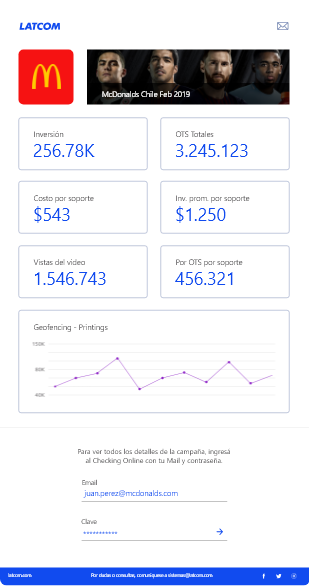 LATCOM
McDonalds Chile Feb 2019
Inversión
256.78K
OTS Totales
3.245.123
Costo por soporte
$543
Inv. prom. por soporte
$1.250
Vistas del video
1.546.743
Por OTS por soporte
456.321
Geofencing - Printings
150K
80K
40K
Para ver todos los detalles de la campaña, ingresá
al Checking Online con tu Mail y contraseña.
Email
juan.perez@mcdonalds.com
Clave
***********
latcom.com
Por dudas o consultas, comuníquese a sistemas@latcom.com